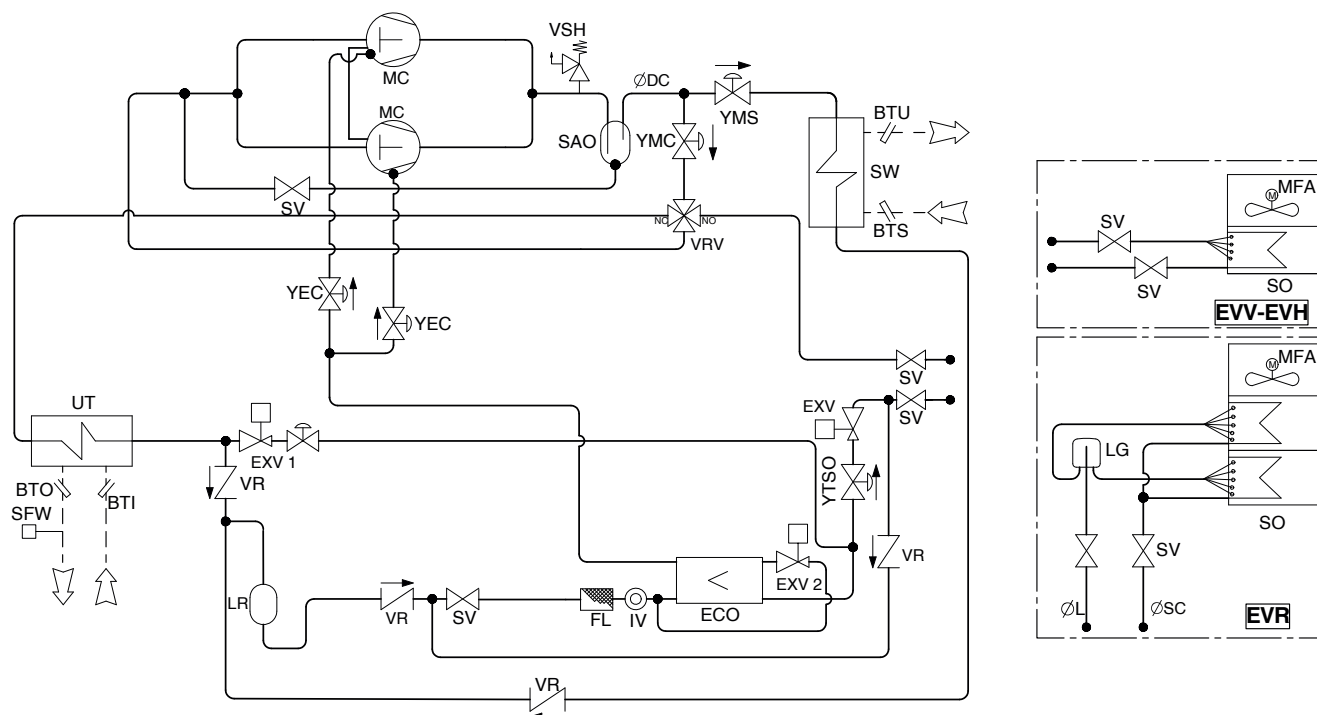 VSH
MC
ØDC
YMS
BTU
MC
SAO
YMC
SW
MFA
M
SV
NC
NO
BTS
SV
VRV
SV
SO
YEC
YEC
EVV-EVH
SV
MFA
M
UT
EXV
SV
EXV 1
LG
BTO
VR
YTSO
BTI
SFW
SO
VR
SV
EXV 2
LR
VR
SV
FL
IV
ECO
ØL
ØSC
EVR
VR